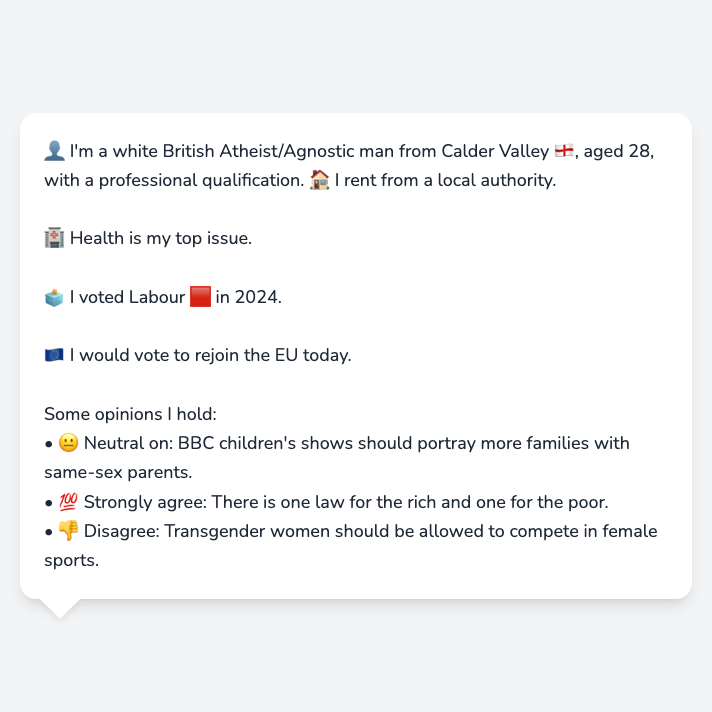 👤 I'm a white British Atheist/Agnostic man from Calder Valley 🏴󠁧󠁢󠁥󠁮󠁧󠁿, aged 28,
with a professional qualification. 🏠 I rent from a local authority.
🏥 Health is my top issue.
🗳️ I voted Labour 🟥 in 2024.
🇪🇺 I would vote to rejoin the EU today.
Some opinions I hold:
• 😐 Neutral on: BBC children's shows should portray more families with
same-sex parents.
• 💯 Strongly agree: There is one law for the rich and one for the poor.
• 👎 Disagree: Transgender women should be allowed to compete in female
sports.